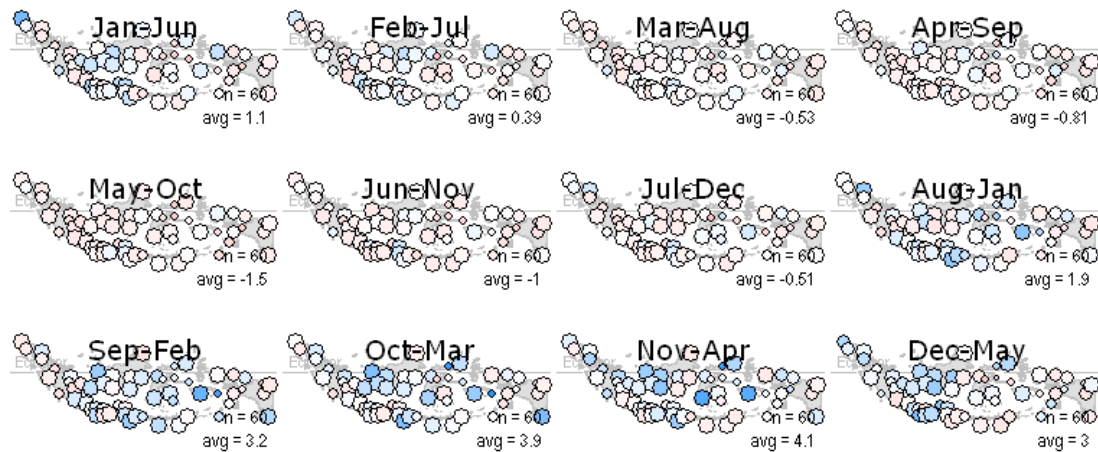 Jan-Jun
n = 60
avg = 1.1
Feb-Jul
n = 60
avg = 0.39
Mar-Aug
n = 60
avg = -0.53
Apr-Sep
n = 60
avg = -0.81
May-Oct
n = 60
avg = -1.5
Jun-Nov
n = 60
avg = -1
Jul-Dec
n = 60
avg = -0.51
Aug-Jan
n = 60
avg = 1.9
Sep-Feb
n = 60
avg = 3.2
Oct-Mar
n = 60
avg = 3.9
Nov-Apr
n = 60
avg = 4.1
Dec-May
n = 60
avg = 3